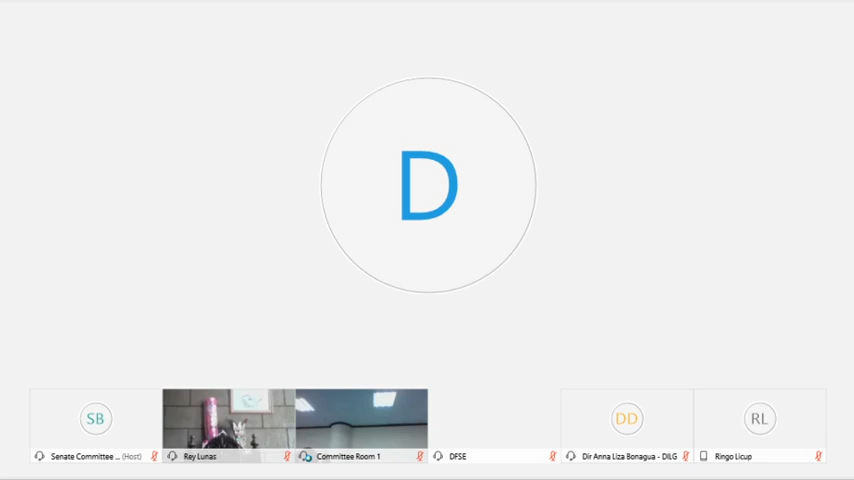 D
SB
DD
RL
Senate Committee ... (Host)
Rey Lunas
Committee Room 1
DFSE
Dir Anna Liza Bonagua - DILG
Ringo Licup